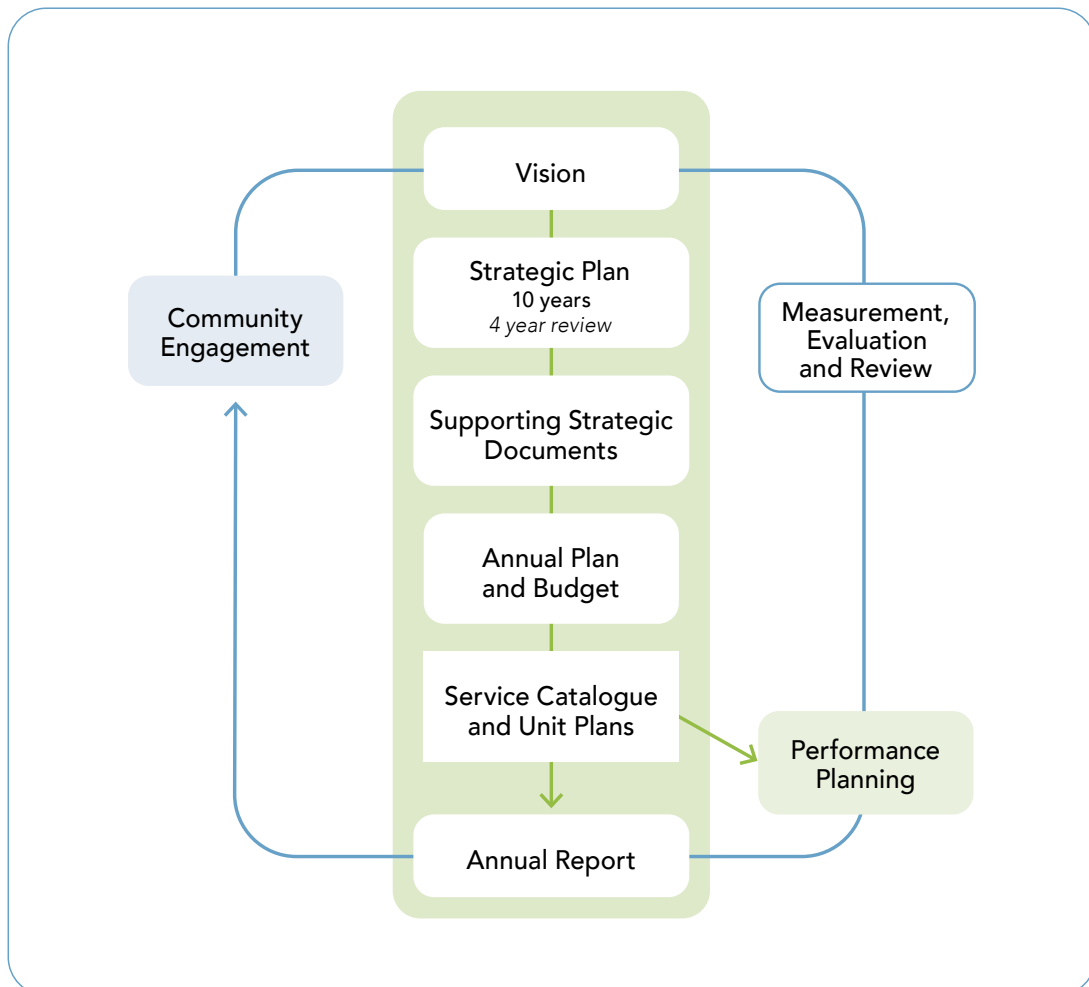 Vision
Strategic Plan
10 years
4 year review
Community
Engagement
Measurement,
Evaluation
and Review
Supporting Strategic
Documents
Annual Plan
and Budget
Service Catalogue
and Unit Plans
Performance
Planning
Annual Report